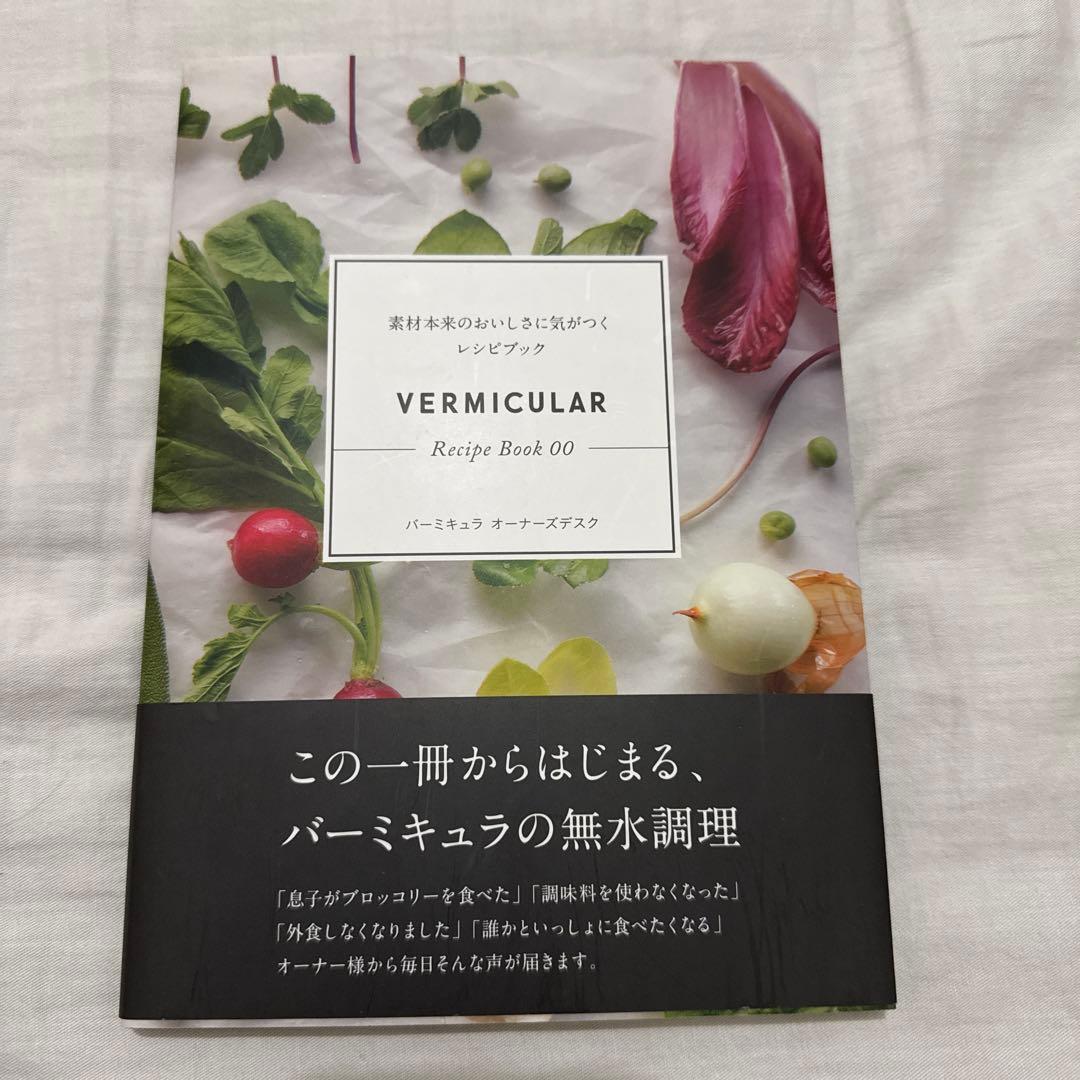 素材本来のおいしさに気がつく
レシピブック
VERMICULAR
Recipe Book 00
バーミキュラ オーナーズデスク
この一冊からはじまる、
バーミキュラの無水調理
「息子がブロッコリーを食べた」「調味料を使わなくなった」
「外食しなくなりました」「誰かといっしょに食べたくなる」
オーナー様から毎日そんな声が届きます。